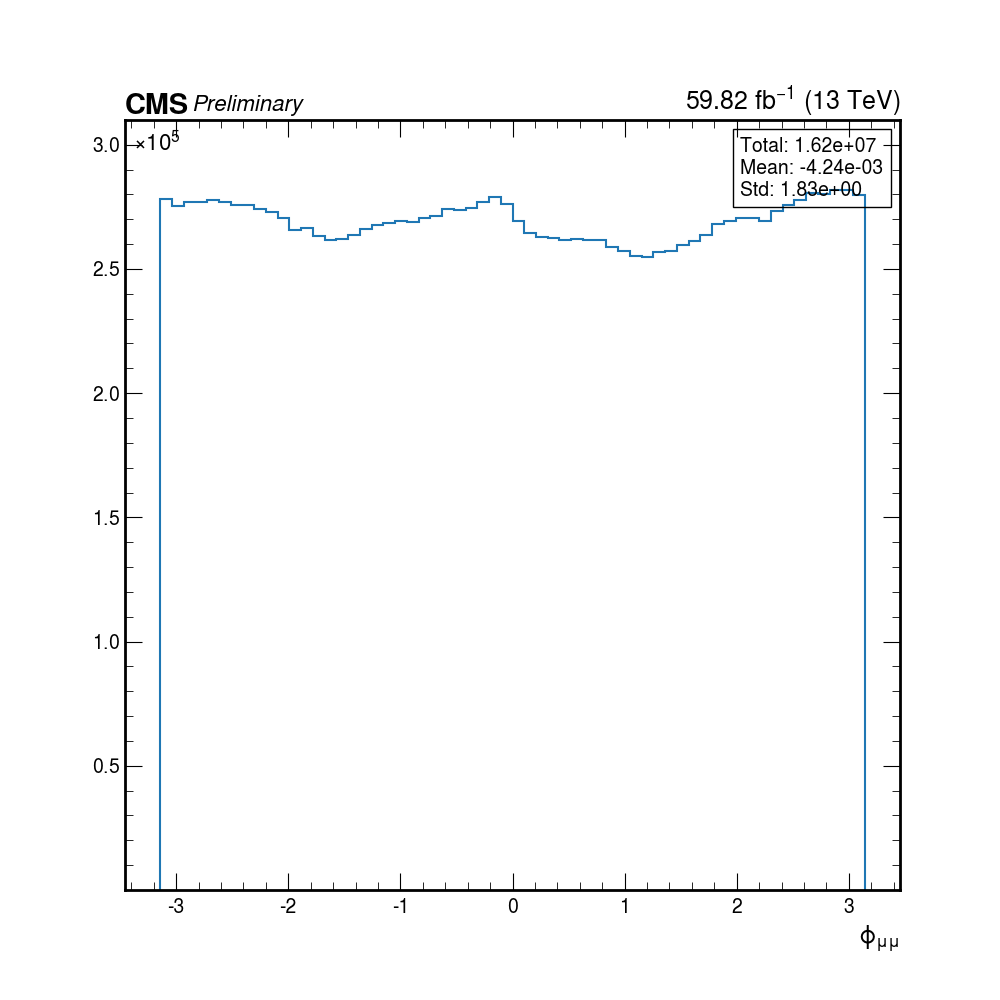 CMS Preliminary
59.82 fb⁻¹ (13 TeV)
×10⁵
Total: 1.62e+07
Mean: -4.24e-03
Std: 1.83e+00
3.0
2.5
2.0
1.5
1.0
0.5
-3 -2 -1 0 1 2 3
ϕμμ